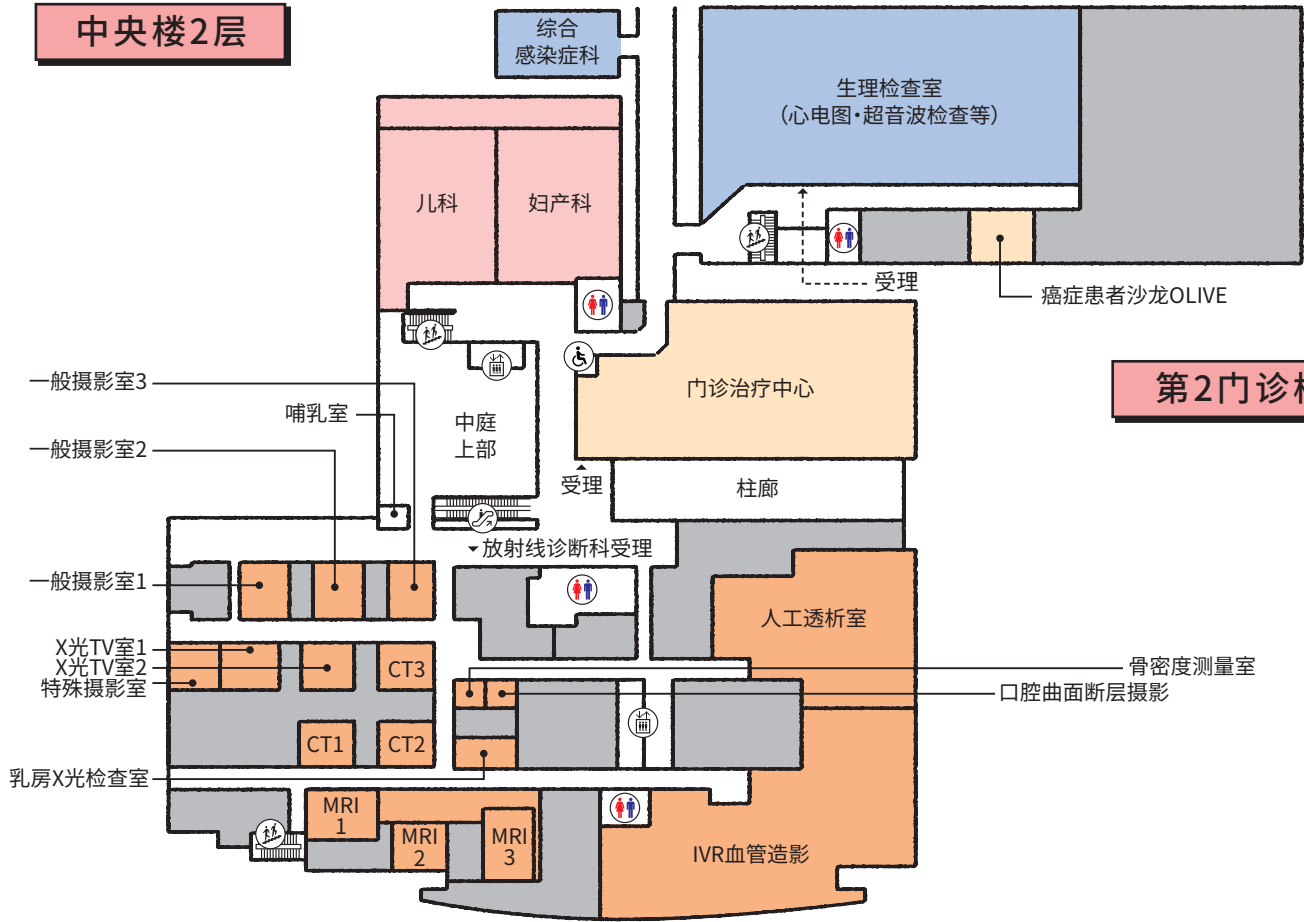 中央楼2层
综合
感染症科
生理检查室
（心电图・超音波检查等）
儿科
妇产科
受理
癌症患者沙龙OLIVE
门诊治疗中心
第2门诊
一般摄影室3
哺乳室
中庭
上部
一般摄影室2
受理
柱廊
放射线诊断科受理
一般摄影室1
人工透析室
X光TV室1
X光TV室2
特殊摄影室
CT3
骨密度测量室
口腔曲面断层摄影
CT1
CT2
乳房X光检查室
MRI
1
MRI
2
MRI
3
IVR血管造影